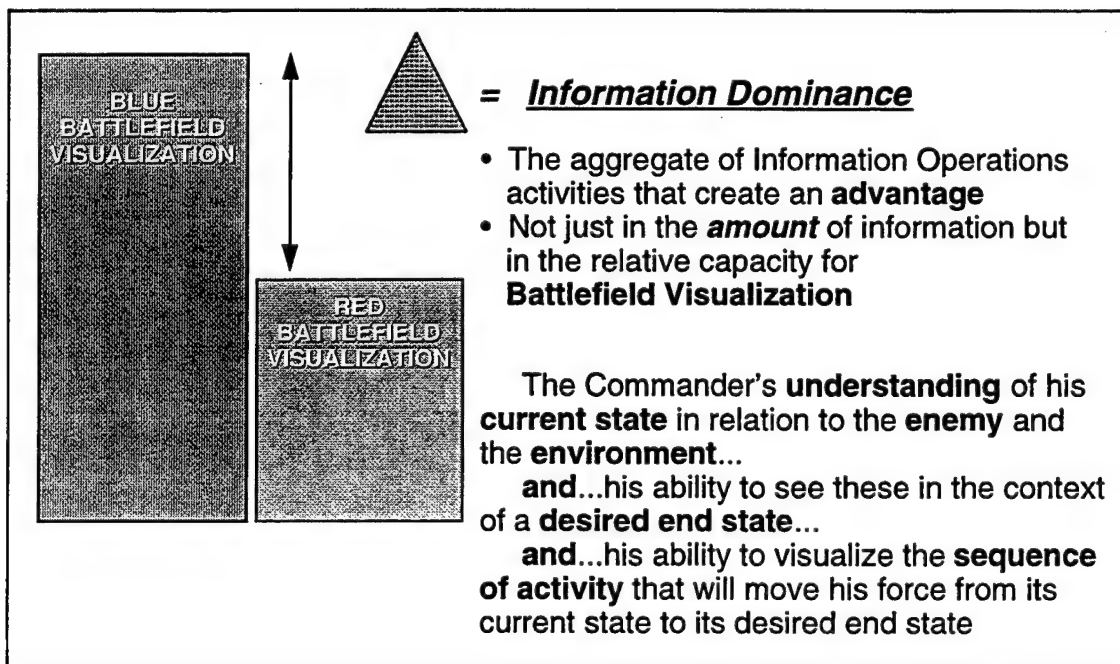 BLUE
BATTLEFIELD
VISUALIZATION
RED
BATTLEFIELD
VISUALIZATION
= Information Dominance
• The aggregate of Information Operations
activities that create an advantage
• Not just in the amount of information but
in the relative capacity for
Battlefield Visualization
The Commander's understanding of his
current state in relation to the enemy and
the environment...
and...his ability to see these in the context
of a desired end state...
and...his ability to visualize the sequence
of activity that will move his force from its
current state to its desired end state